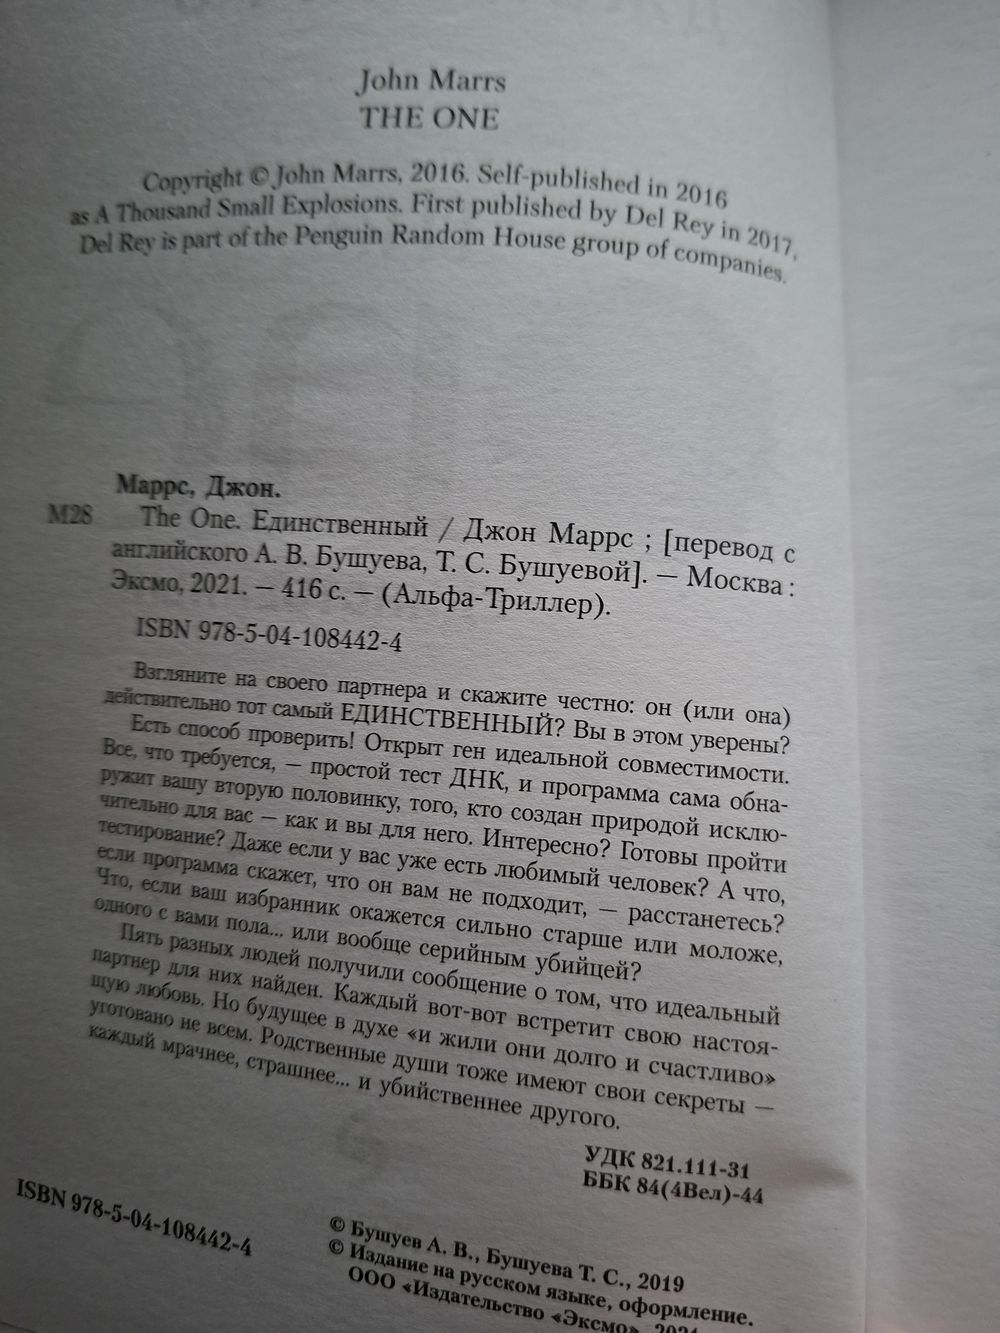 John Marrs
THE ONE
Copyright © John Marrs, 2016. Self-published in 2016
as A Thousand Small Explosions. First published by Del Rey in 2017,
Del Rey is part of the Penguin Random House group of companies.
Маррс, Джон.
М28 The One. Единственный / Джон Маррс ; [перевод с
английского А. В. Бушуева, Т. С. Бушуевой]. — Москва :
Эксмо, 2021. — 416 с. — (Альфа-Триллер).
ISBN 978-5-04-108442-4
Взгляните на своего партнера и скажите честно: он (или она)
действительно тот самый ЕДИНСТВЕННЫЙ? Вы в этом уверены?
Есть способ проверить! Открыт ген идеальной совместимости.
Все, что требуется, — простой тест ДНК, и программа сама обна-
ружит вашу вторую половинку, того, кто создан природой исклю-
чительно для вас — как и вы для него. Интересно? Готовы пройти
тестирование? Даже если у вас уже есть любимый человек? А что,
если программа скажет, что он вам не подходит, — расстанетесь?
Что, если ваш избранник окажется сильно старше или моложе,
одного с вами пола... или вообще серийным убийцей?
Пять разных людей получили сообщение о том, что идеальный
партнер для них найден. Каждый вот-вот встретит свою настоя-
щую любовь. Но будущее в духе «и жили они долго и счастливо»
уготовано не всем. Родственные души тоже имеют свои секреты —
каждый мрачнее, страшнее... и убийственнее другого.
УДК 821.111-31
ББК 84(4Вел)-44
ISBN 978-5-04-108442-4
© Бушуев А. В., Бушуева Т. С., 2019
© Издание на русском языке, оформление.
ООО «Издательство «Эксмо»,